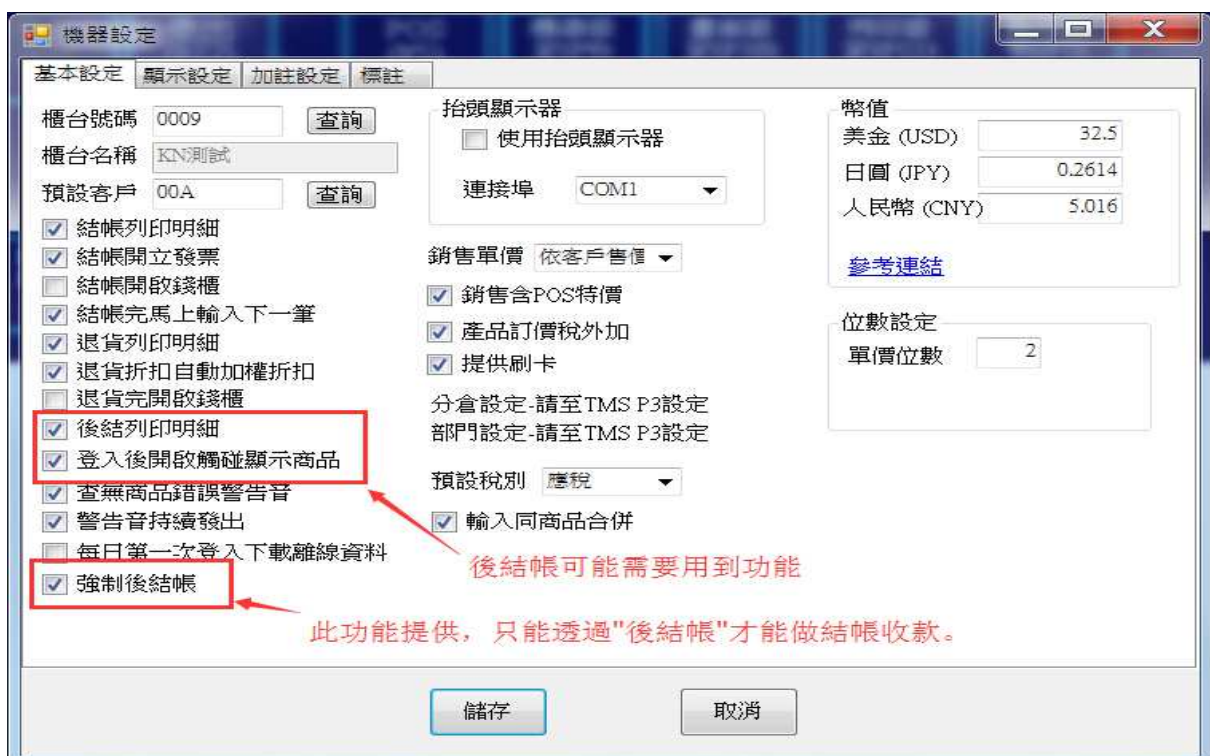 機器設定
基本設定 顯示設定 加註設定 標註
櫃台號碼 0009 查詢
櫃台名稱 KN測試
預設客戶 00A 查詢
結帳列印明細
結帳開立發票
結帳開啟錢櫃
結帳完馬上輸入下一筆
退貨列印明細
退貨折扣自動加權折扣
退貨完開啟錢櫃
後結列印明細
登入後開啟觸碰顯示商品
查無商品錯誤警告音
警告音持續發出
每日第一次登入下載離線資料
強制後結帳
抬頭顯示器
使用抬頭顯示器
連接埠 COM1
銷售單價 依客戶售價
銷售含POS特價
產品訂價稅外加
提供刷卡
分倉設定-請至TMS P3設定
部門設定-請至TMS P3設定
預設稅別 應稅
輸入同商品合併
幣值
美金 (USD) 32.5
日圓 (JPY) 0.2614
人民幣 (CNY) 5.016
參考連結
位數設定
單價位數 2
後結帳可能需要用到功能
此功能提供，只能透過"後結帳"才能做結帳收款。
儲存 取消